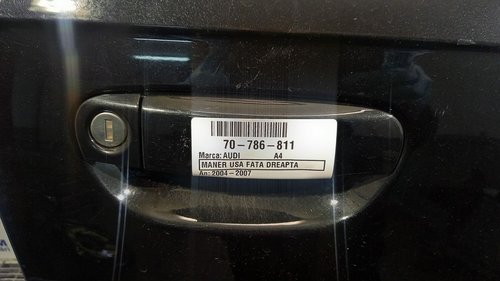 70-786-811
Marca: AUDI A4
MANER USA FATA DREAPTA
An: 2004-2007